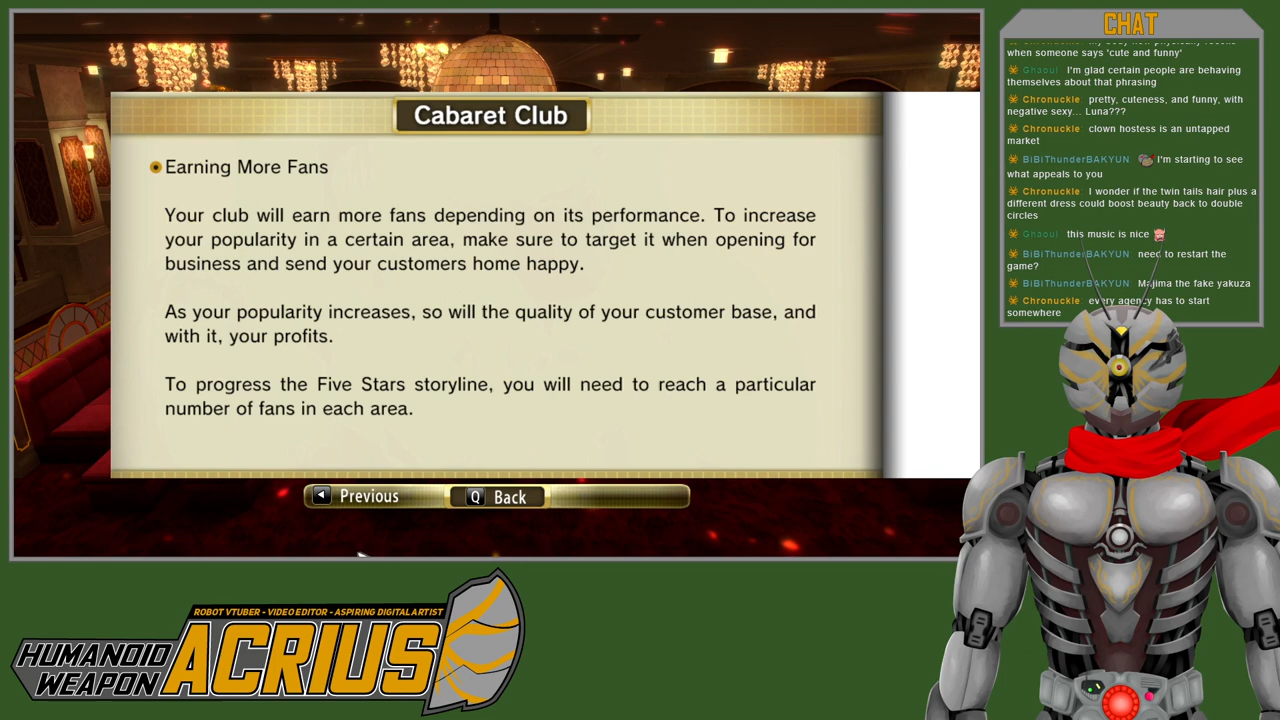 CHAT
when someone says 'cute and funny'
Ghaoul I'm glad certain people are behaving
themselves about that phrasing
Chronuckle pretty, cuteness, and funny, with
negative sexy... Luna???
Chronuckle clown hostess is an untapped
market
BiBiThunderBAKYUN I'm starting to see
what appeals to you
Chronuckle I wonder if the twin tails hair plus a
different dress could boost beauty back to double
circles
Ghaoul this music is nice
BiBiThunderBAKYUN need to restart the
game?
BiBiThunderBAKYUN Majima the fake yakuza
Chronuckle every agency has to start
somewhere
Cabaret Club
Earning More Fans
Your club will earn more fans depending on its performance. To increase
your popularity in a certain area, make sure to target it when opening for
business and send your customers home happy.
As your popularity increases, so will the quality of your customer base, and
with it, your profits.
To progress the Five Stars storyline, you will need to reach a particular
number of fans in each area.
Previous
Q Back
ROBOT VTUBER - VIDEO EDITOR - ASPIRING DIGITAL ARTIST
HUMANOID
WEAPON
ACRIUS